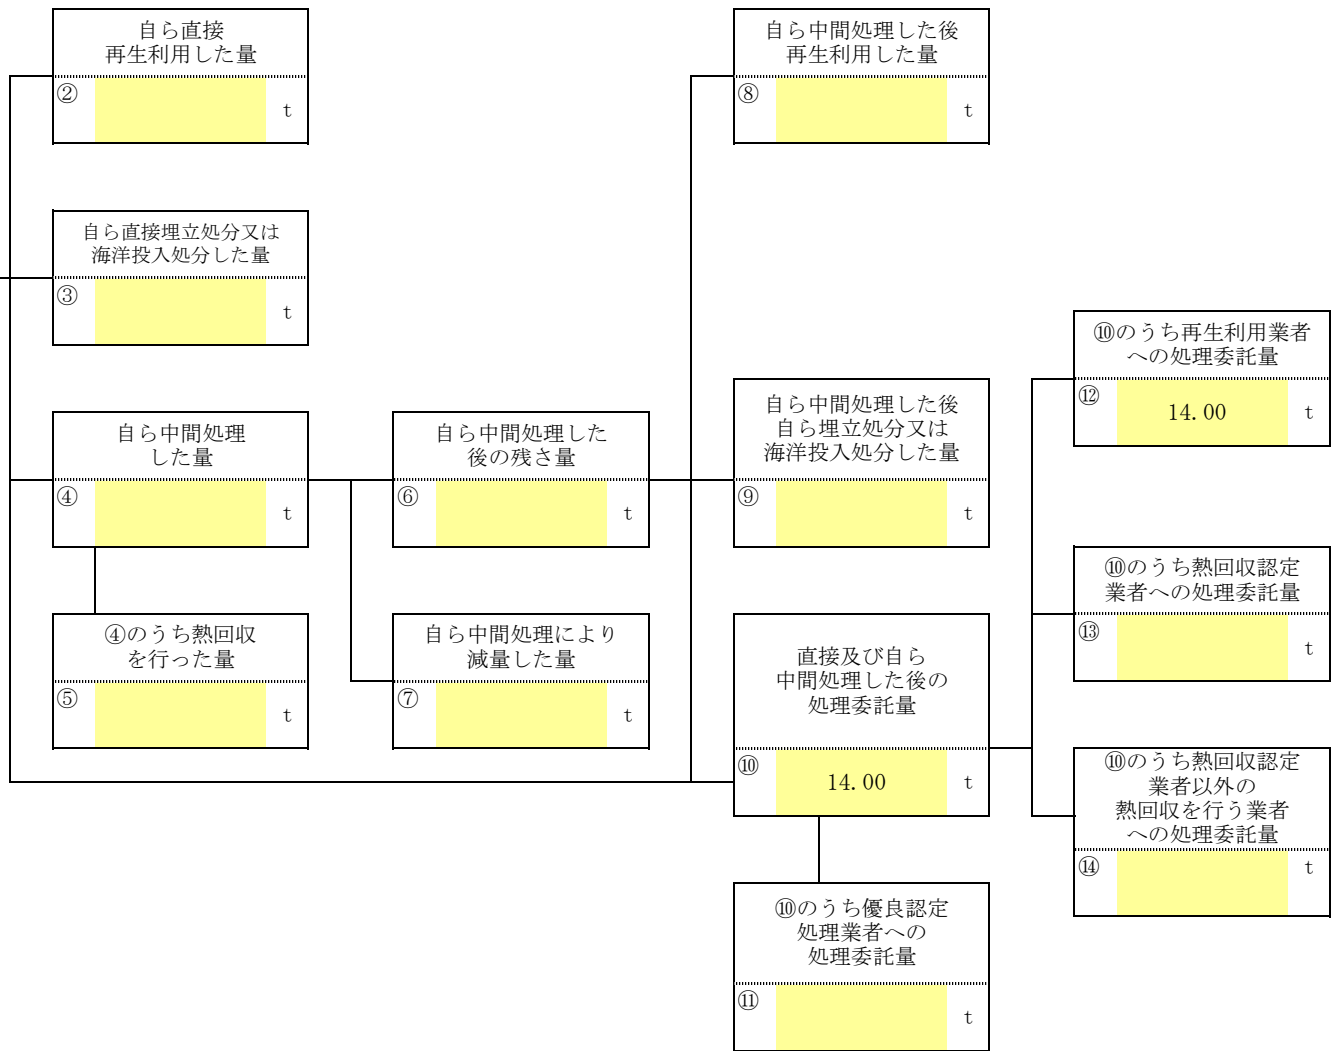 自ら直接
再生利用した量
②
t
自ら直接埋立処分又は
海洋投入処分した量
③
t
自ら中間処理
した量
④
t
④のうち熱回収
を行った量
⑤
t
自ら中間処理した
後の残さ量
⑥
t
自ら中間処理により
減量した量
⑦
t
自ら中間処理した後
再生利用した量
⑧
t
自ら中間処理した後
自ら埋立処分又は
海洋投入処分した量
⑨
t
直接及び自ら
中間処理した後の
処理委託量
⑩
14.00 t
⑩のうち優良認定
処理業者への
処理委託量
⑪
t
⑩のうち再生利用業者
への処理委託量
⑫
14.00 t
⑩のうち熱回収認定
業者への処理委託量
⑬
t
⑩のうち熱回収認定
業者以外の
熱回収を行う業者
への処理委託量
⑭
t